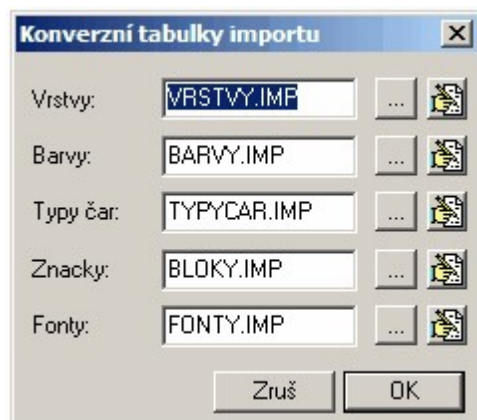 Konverzní tabulky importu
Vrstvy: VRSTVY.IMP ...
Barvy: BARVY.IMP ...
Typy čar: TYPYCAR.IMP ...
Znacky: BLOKY.IMP ...
Fonty: FONTY.IMP ...
Zruš OK